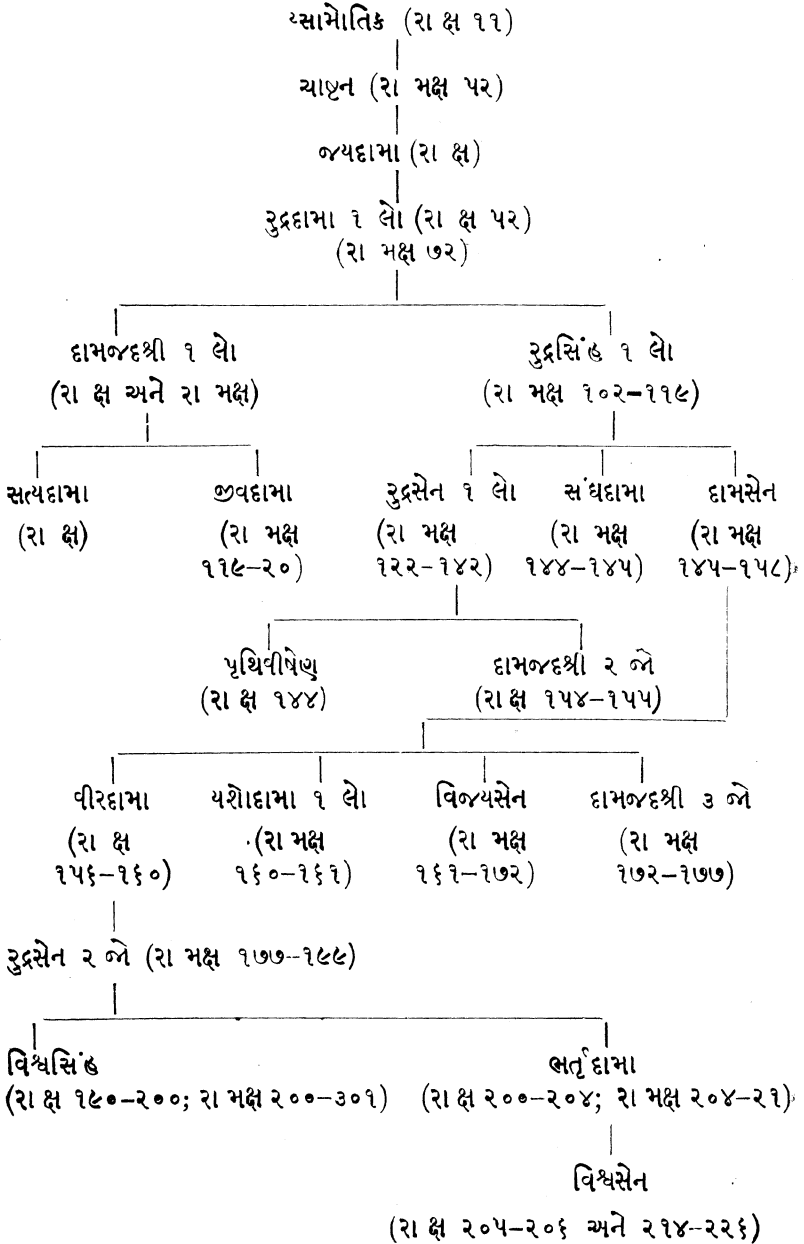 ય્સામોતિક (રા ક્ષ ૧૧)
ચાષ્ટન (રા મક્ષ ૫૨)
જયદામા (રા ક્ષ)
રુદ્રદામા ૧ લો (રા ક્ષ ૫૨)
(રા મક્ષ ૭૨)
દામજદશ્રી ૧ લો રુદ્રસિંહ ૧ લો
(રા ક્ષ અને રા મક્ષ) (રા મક્ષ ૧૦૨–૧૧૯)
સત્યદામા જીવદામા રુદ્રસેન ૧ લો સંઘદામા દામસેન
(રા ક્ષ) (રા મક્ષ (રા મક્ષ (રા મક્ષ (રા મક્ષ
૧૧૯–૨૦) ૧૨૨–૧૪૨) ૧૪૪–૧૪૫) ૧૪૫–૧૫૮)
પૃથિવીષેણ દામજદશ્રી ૨ જો
(રા ક્ષ ૧૪૪) (રા ક્ષ ૧૫૪–૧૫૫)
વીરદામા યશોદામા ૧ લો વિજયસેન દામજદશ્રી ૩ જો
(રા ક્ષ (રા મક્ષ (રા મક્ષ (રા મક્ષ
૧૫૬–૧૬૦) ૧૬૦–૧૬૧) ૧૬૧–૧૭૨) ૧૭૨–૧૭૭)
રુદ્રસેન ૨ જો (રા મક્ષ ૧૭૭–૧૯૯)
વિશ્વસિંહ ભર્તૃદામા
(રા ક્ષ ૧૯૦–૨૦૦; રા મક્ષ ૨૦૦–૩૦૧) (રા ક્ષ ૨૦૦–૨૦૪; રા મક્ષ ૨૦૪–૨૧)
વિશ્વસેન
(રા ક્ષ ૨૦૫–૨૦૬ અને ૨૧૪–૨૨૬)